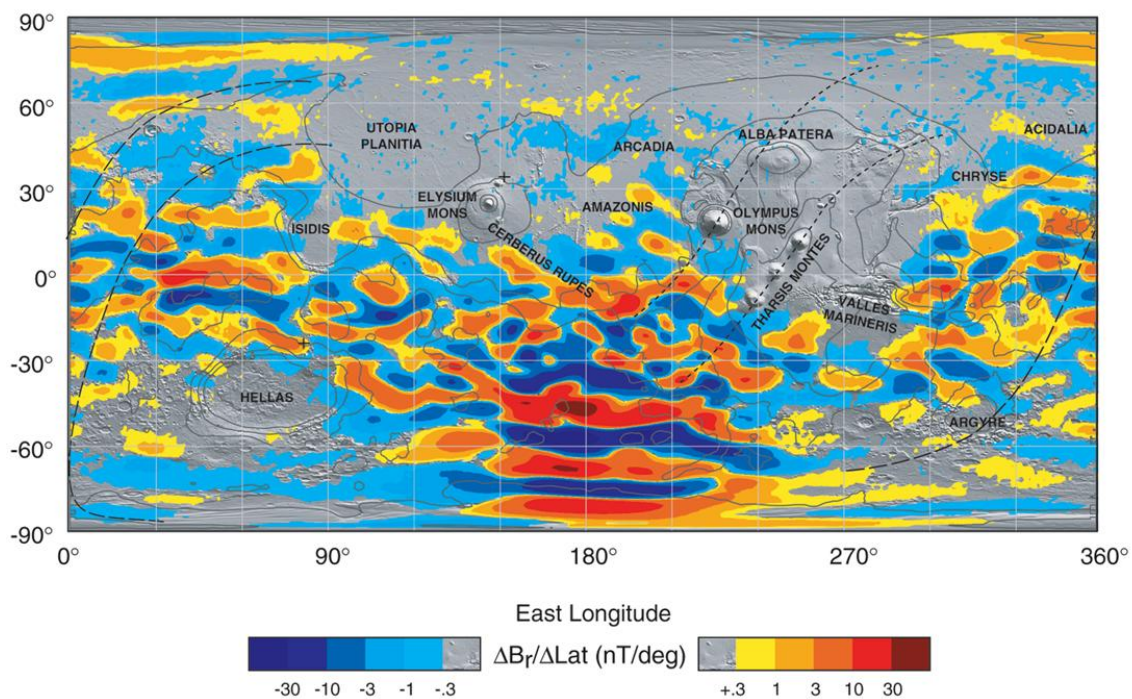 90°
60°
30°
0°
-30°
-60°
-90°
UTOPIA
PLANITIA
ELYSIUM
MONS
ISIDIS
CERBERUS RUPES
ARCADIA
AMAZONIS
ALBA PATERA
OLYMPUS
MONS
THARSIS MONTES
VALLES
MARINERIS
ACIDALIA
CHRYSE
HELLAS
ARGYRE
0° 90° 180° 270° 360°
East Longitude
ΔBr/ΔLat (nT/deg)
-30 -10 -3 -1 -.3
+.3 1 3 10 30